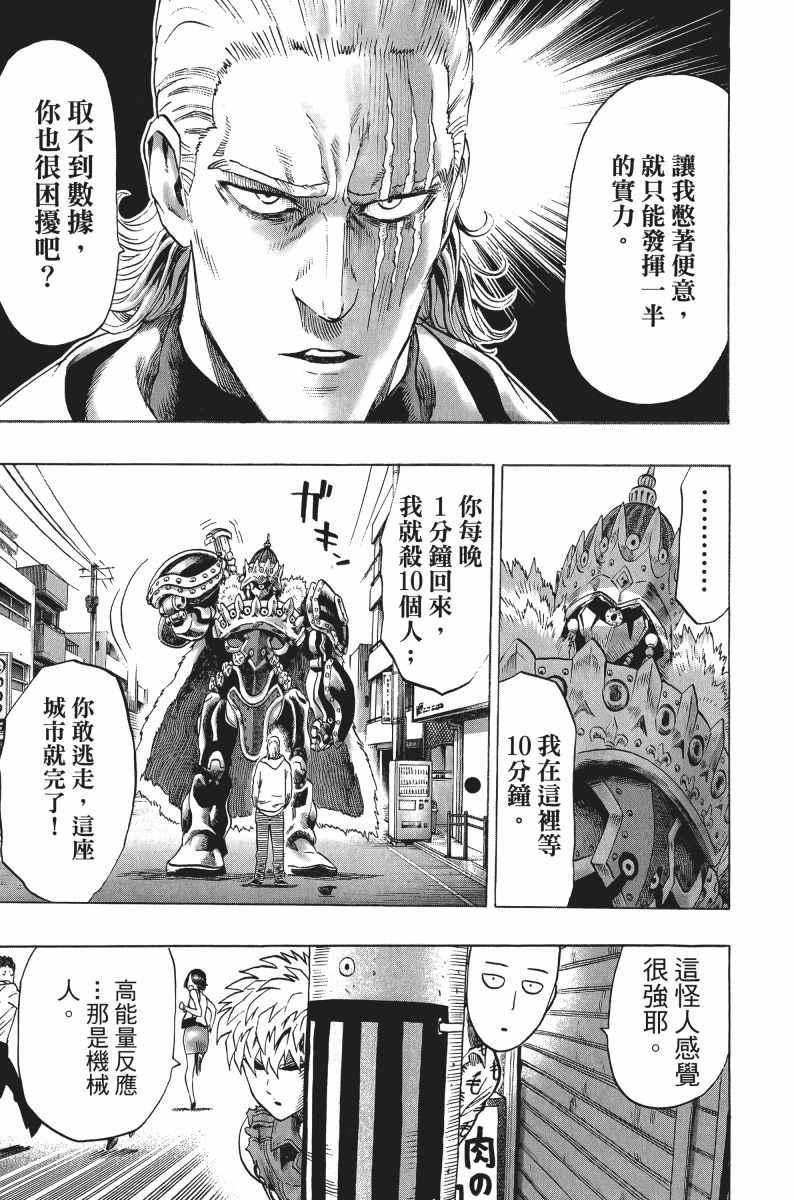 讓我憋著便意，
就只能發揮一半
的實力。
取不到數據，
你也很困擾吧？
…………
我在這裡等
10分鐘。
你每晚
1分鐘回來，
我就殺10個人；
ガキン
你敢逃走，這座
城市就完了！
這怪人感覺
很強耶。
高能量反應
…那是機械
人。
も
肉の